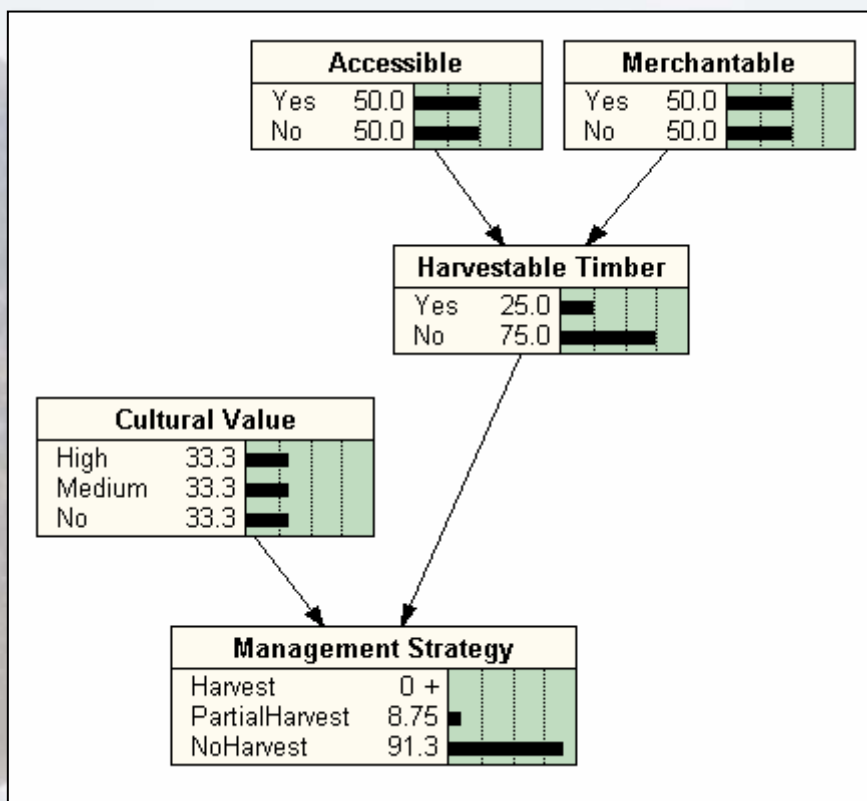 Accessible
Yes 50.0
No 50.0
Merchantable
Yes 50.0
No 50.0
Harvestable Timber
Yes 25.0
No 75.0
Cultural Value
High 33.3
Medium 33.3
No 33.3
Management Strategy
Harvest 0 +
PartialHarvest 8.75
NoHarvest 91.3